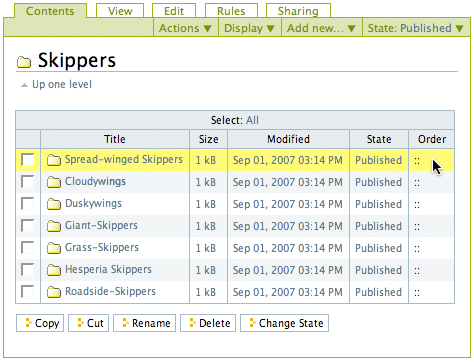 Contents View Edit Rules Sharing
Actions ▼ Display ▼ Add new... ▼ State: Published ▼
Skippers
Up one level
Select: All
Title Size Modified State Order
Spread-winged Skippers 1 kB Sep 01, 2007 03:14 PM Published ::
Cloudywings 1 kB Sep 01, 2007 03:14 PM Published ::
Duskywings 1 kB Sep 01, 2007 03:14 PM Published ::
Giant-Skippers 1 kB Sep 01, 2007 03:14 PM Published ::
Grass-Skippers 1 kB Sep 01, 2007 03:14 PM Published ::
Hesperia Skippers 1 kB Sep 01, 2007 03:14 PM Published ::
Roadside-Skippers 1 kB Sep 01, 2007 03:14 PM Published ::
Copy Cut Rename Delete Change State